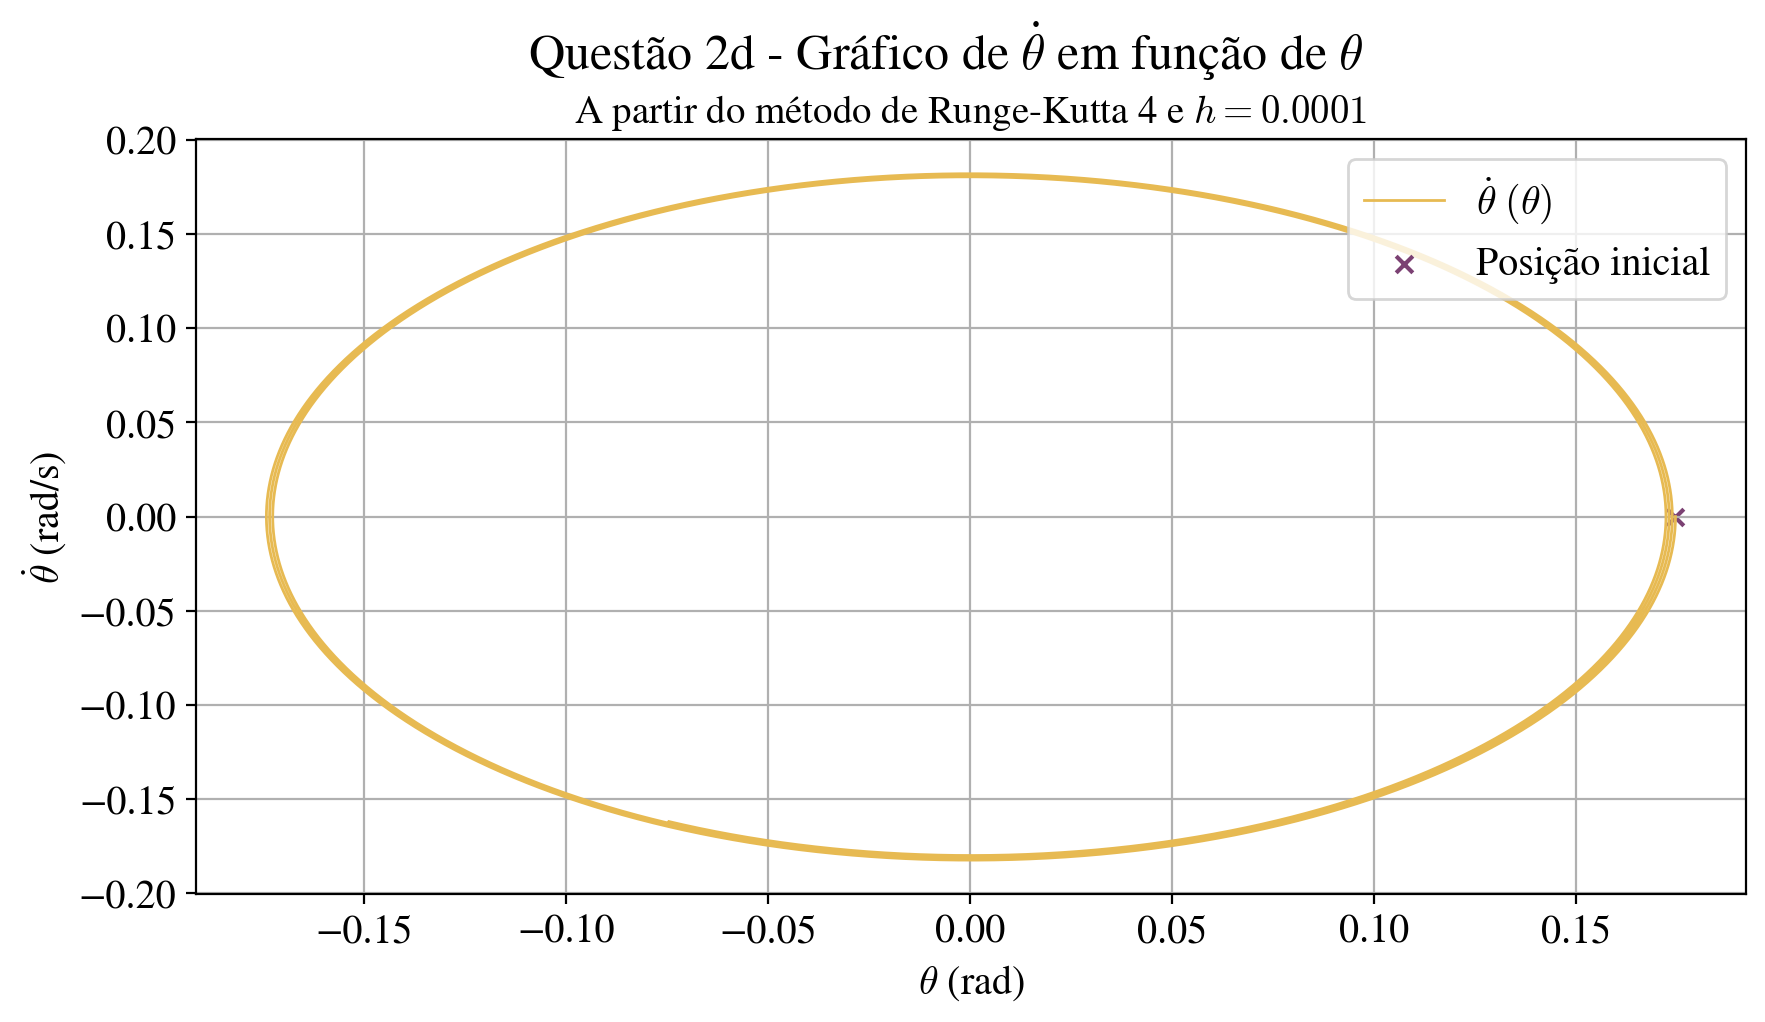 Questão 2d - Gráfico de θ̇ em função de θ
A partir do método de Runge-Kutta 4 e h = 0.0001
θ̇ (θ)
Posição inicial
0.20
0.15
0.10
0.05
0.00
−0.05
−0.10
−0.15
−0.20
θ̇ (rad/s)
−0.15 −0.10 −0.05 0.00 0.05 0.10 0.15
θ (rad)